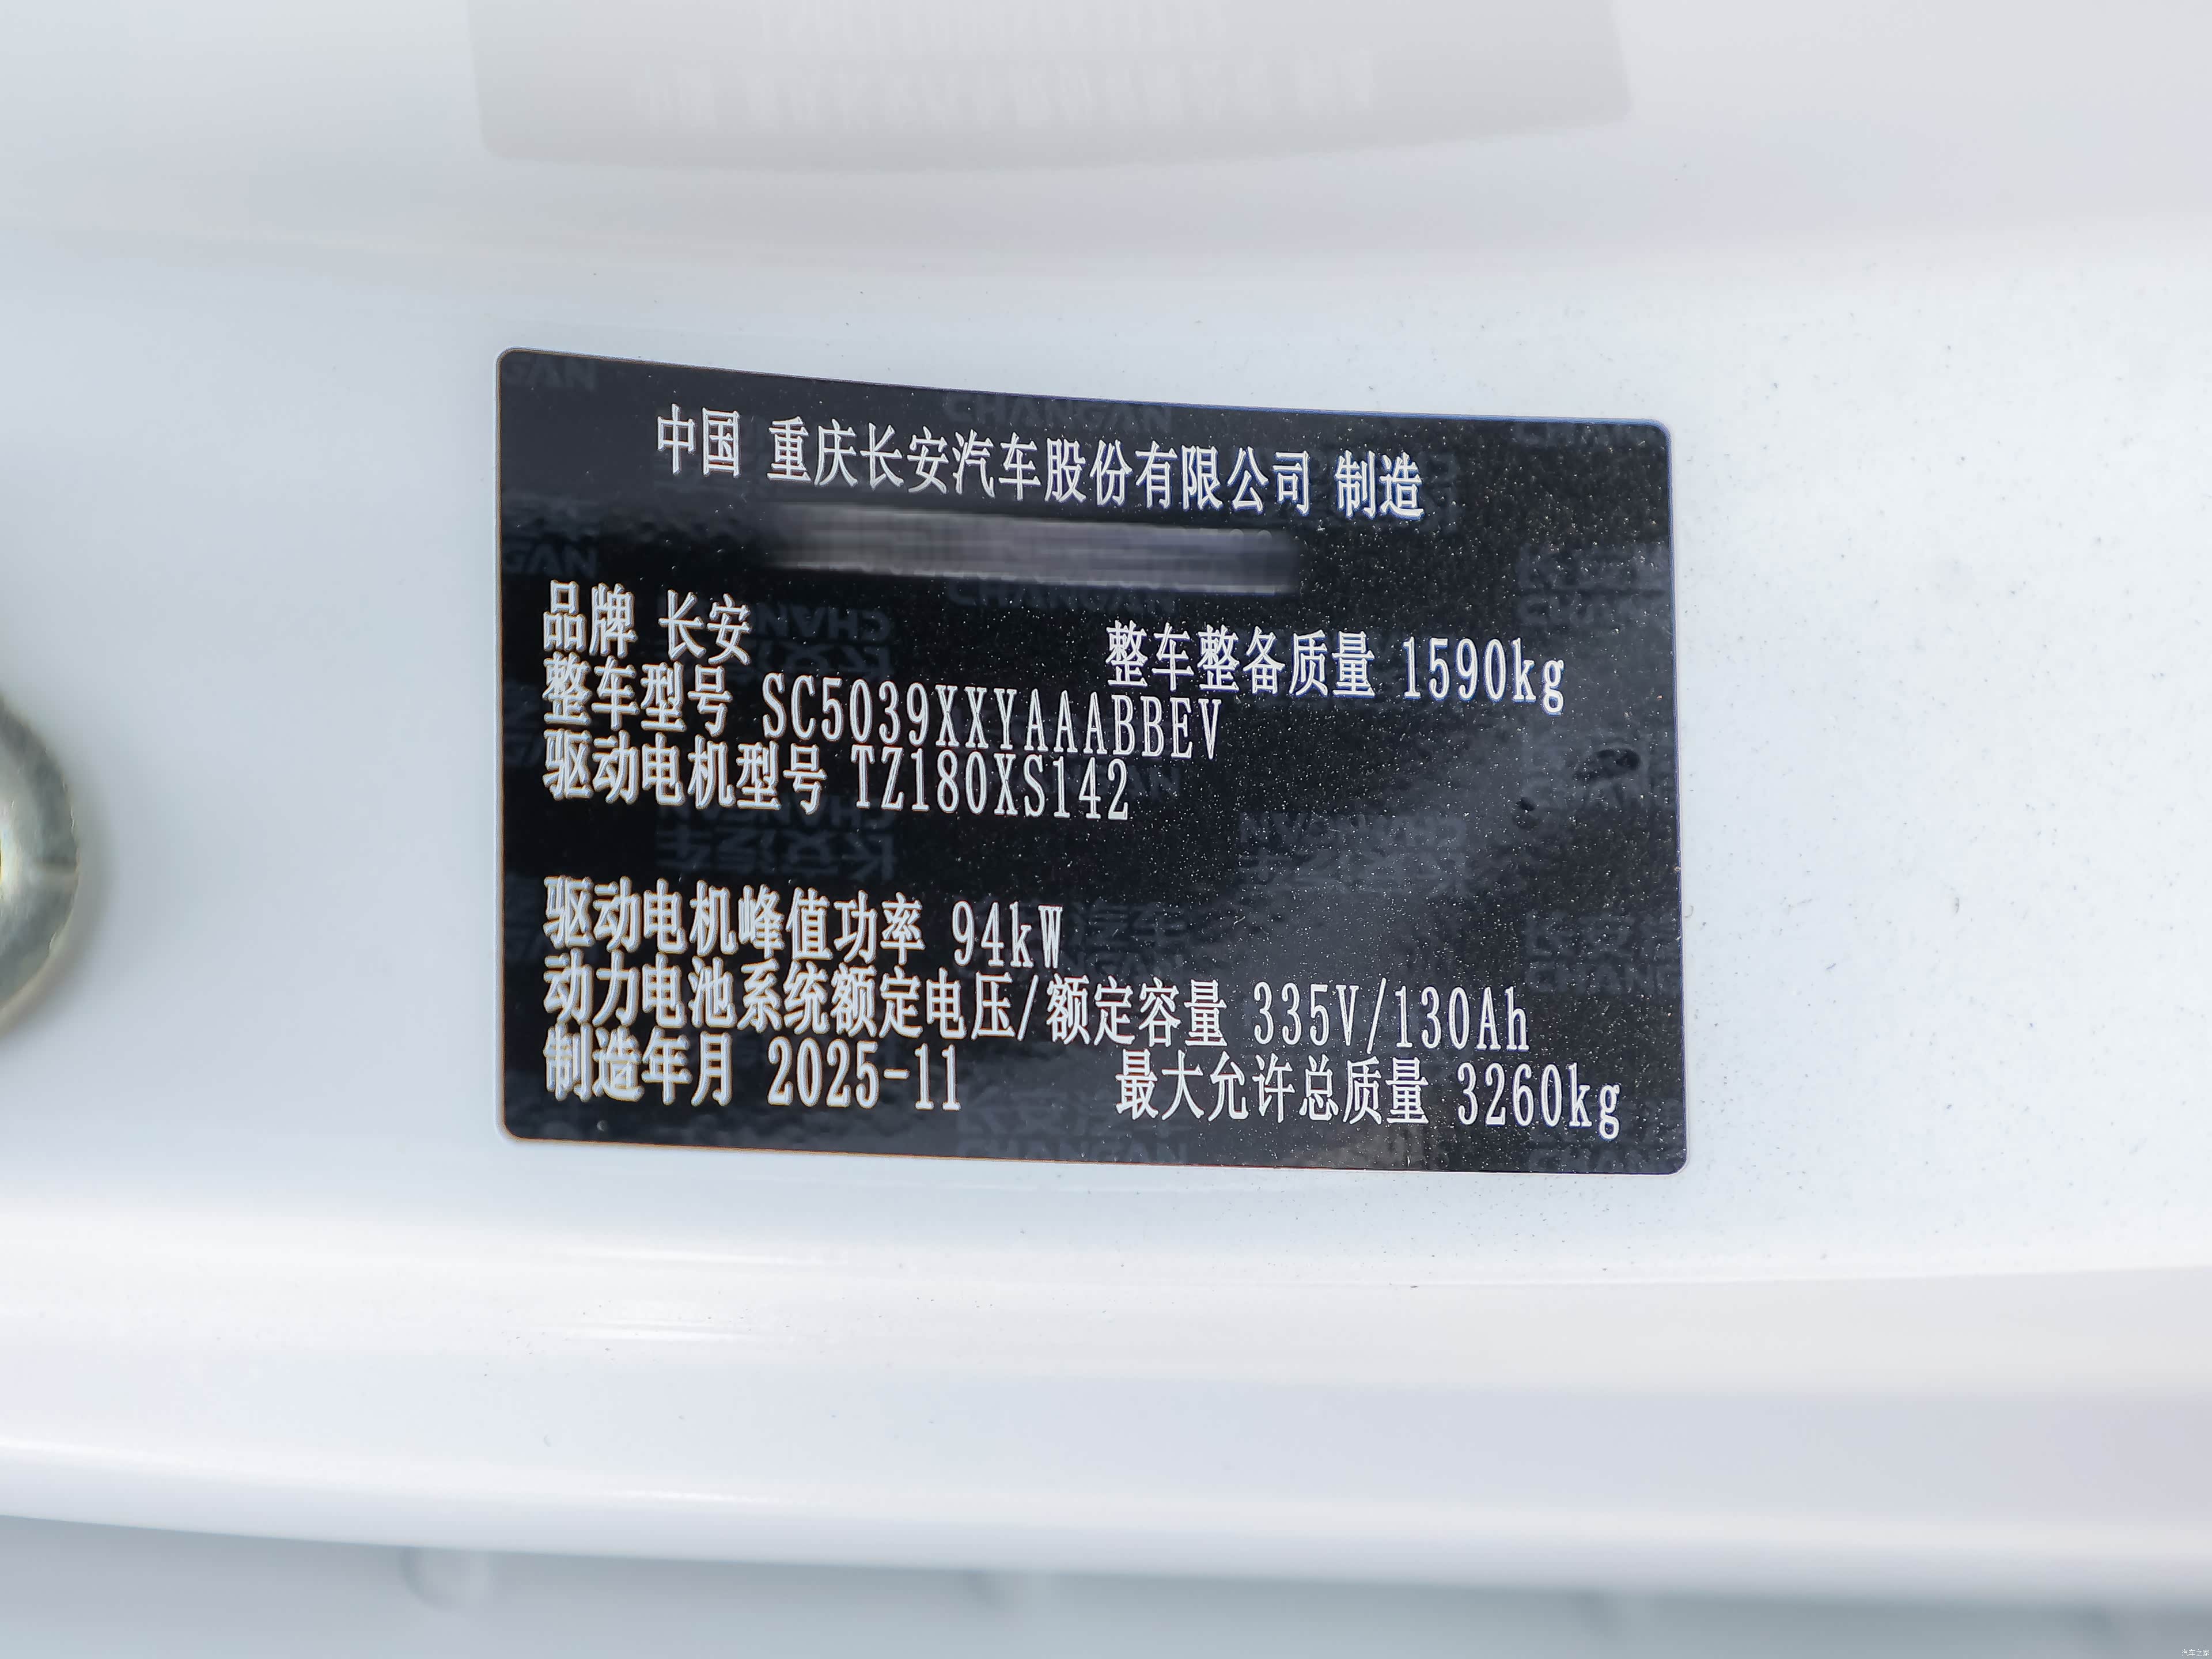 中国 重庆长安汽车股份有限公司 制造
品牌 长安
整车整备质量 1590kg
整车型号 SC5039XXYAAABBEV
驱动电机型号 TZ180XS142
驱动电机峰值功率 94kW
动力电池系统额定电压/额定容量 335V/130Ah
制造年月 2025-11
最大允许总质量 3260kg
汽车之家